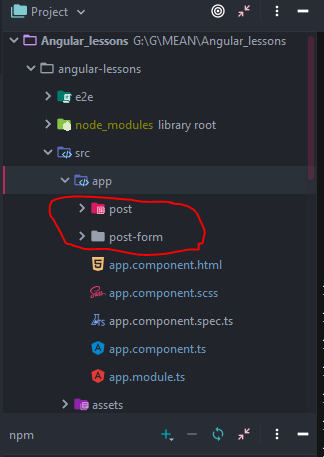 Project
Angular_lessons G:\G\MEAN\Angular_lessons
angular-lessons
e2e
node_modules library root
src
app
post
post-form
app.component.html
app.component.scss
app.component.spec.ts
app.component.ts
app.module.ts
assets
npm